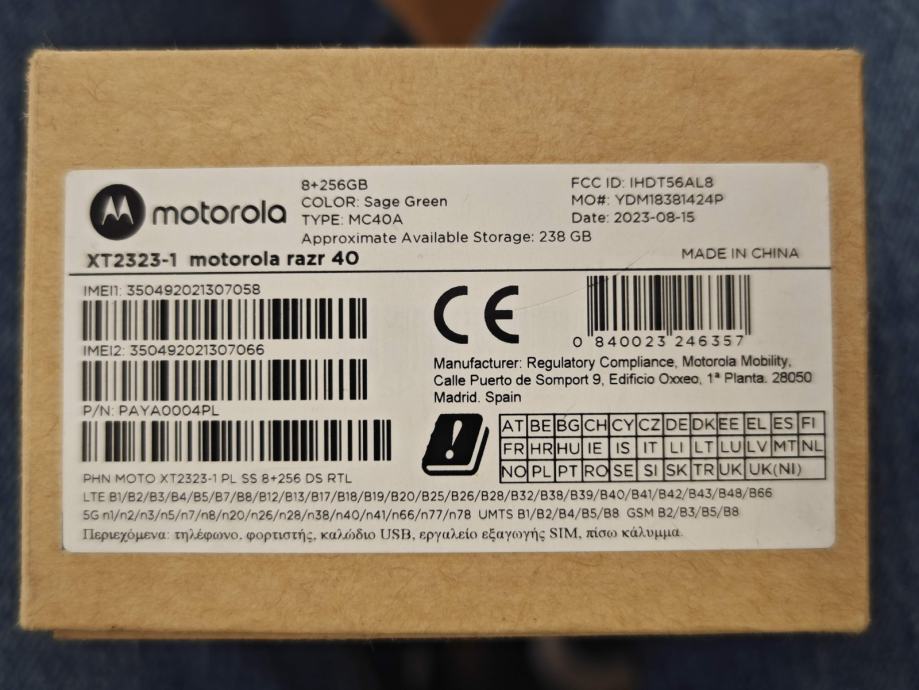 motorola
8+256GB
COLOR: Sage Green
TYPE: MC40A
Approximate Available Storage: 238 GB
FCC ID: IHDT56AL8
MO#: YDM18381424P
Date: 2023-08-15
XT2323-1 motorola razr 40
MADE IN CHINA
IMEI1: 350492021307058
IMEI2: 350492021307066
P/N: PAYA0004PL
CE
0 840023 246357
Manufacturer: Regulatory Compliance, Motorola Mobility,
Calle Puerto de Somport 9, Edificio Oxxeo, 1ª Planta. 28050
Madrid. Spain
AT BE BG CH CY CZ DE DK EE EL ES FI
FR HR HU IE IS IT LI LT LU LV MT NL
NO PL PT RO SE SI SK TR UK UK(NI)
PHN MOTO XT2323-1 PL SS 8+256 DS RTL
LTE B1/B2/B3/B4/B5/B7/B8/B12/B13/B17/B18/B19/B20/B25/B26/B28/B32/B38/B39/B40/B41/B42/B43/B48/B66
5G n1/n2/n3/n5/n7/n8/n20/n26/n28/n38/n40/n41/n66/n77/n78 UMTS B1/B2/B4/B5/B8 GSM B2/B3/B5/B8
Περιεχόμενα: τηλέφωνο, φορτιστής, καλώδιο USB, εργαλείο εξαγωγής SIM, πίσω κάλυμμα.